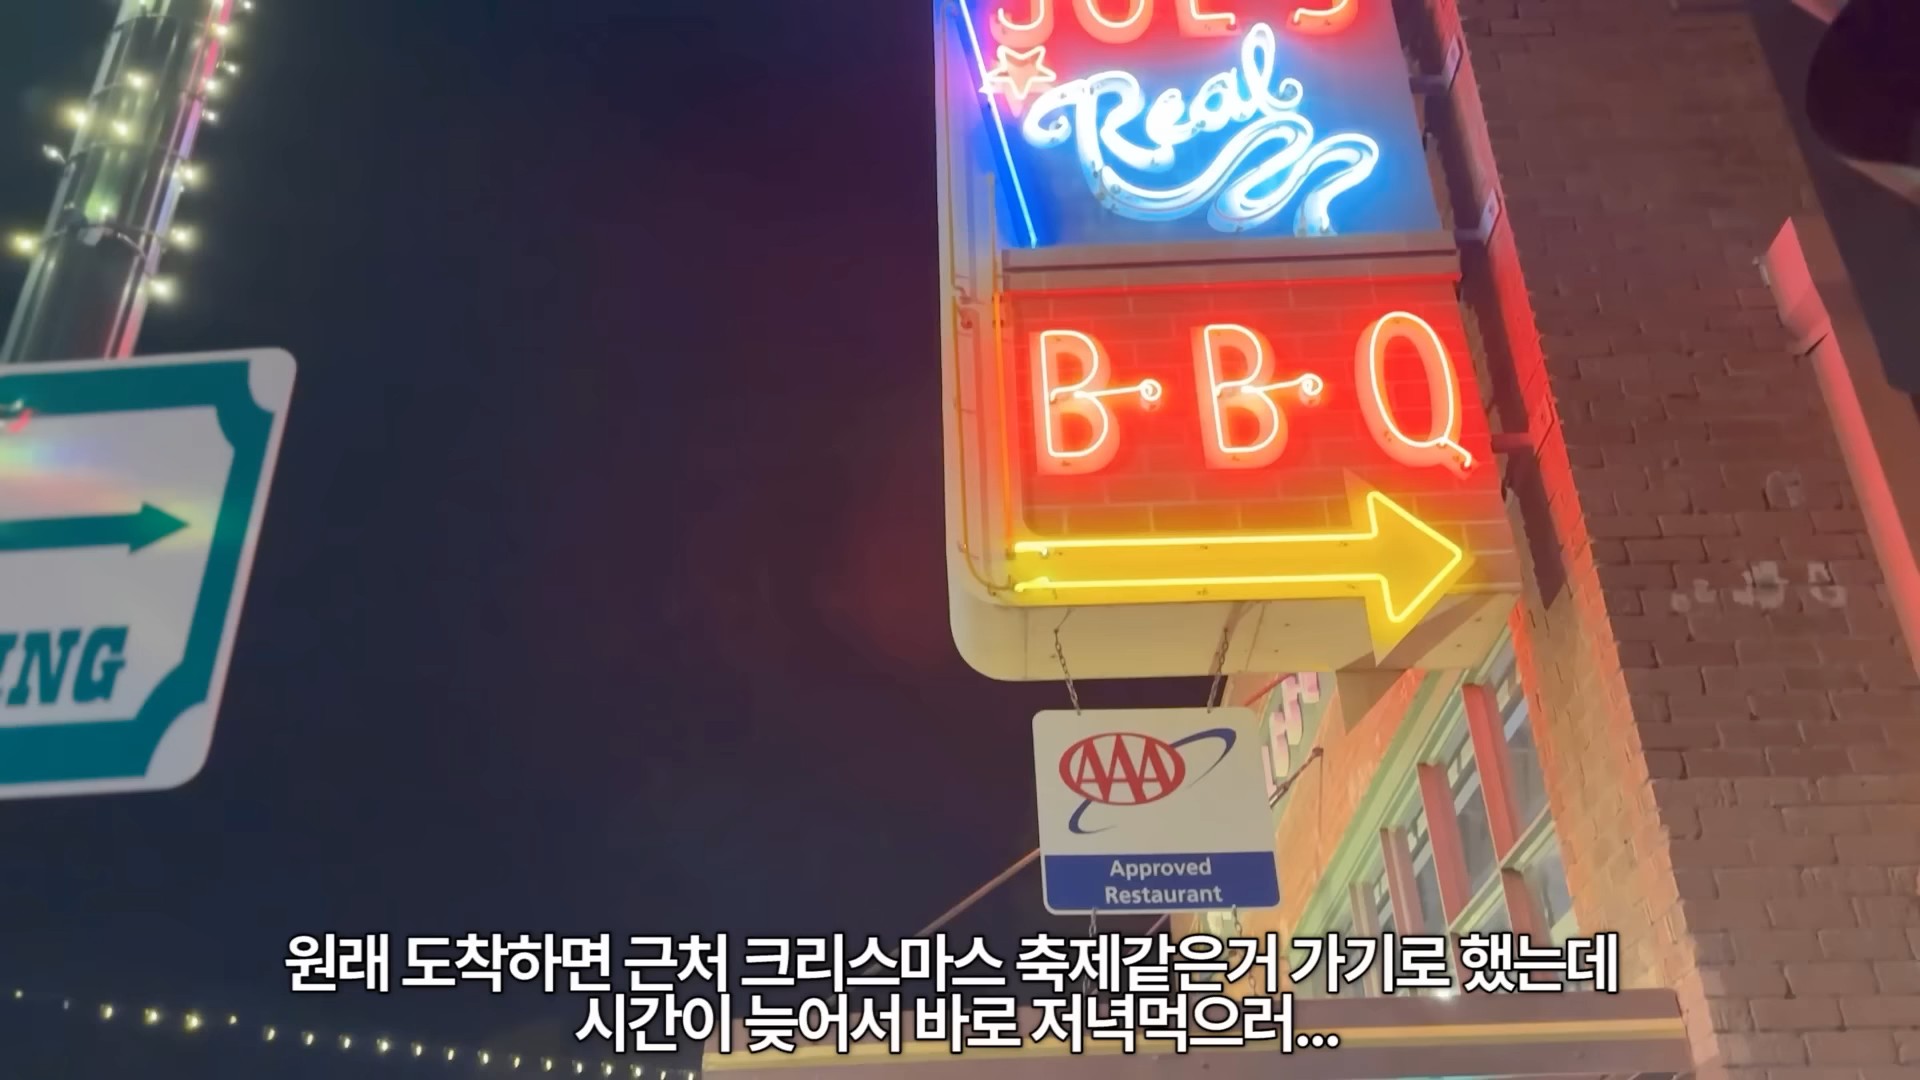 JOE'S
Real
B·B·Q
ING
AAA
Approved
Restaurant
원래 도착하면 근처 크리스마스 축제같은거 가기로 했는데
시간이 늦어서 바로 저녁먹으러...